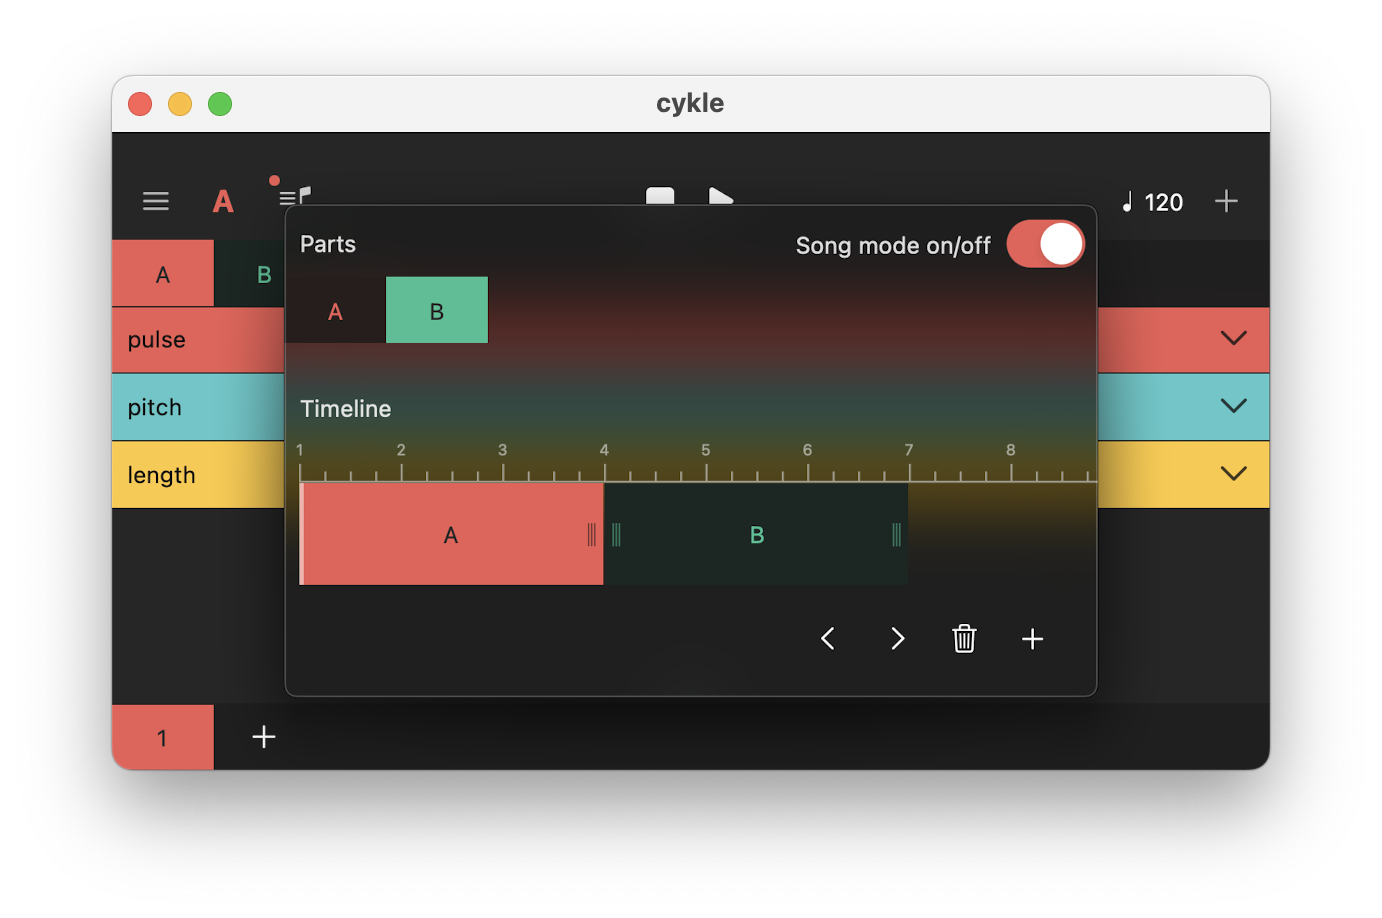 cykle
A
120
A B
Parts
Song mode on/off
A B
pulse
pitch
length
Timeline
1 2 3 4 5 6 7 8
A B
1